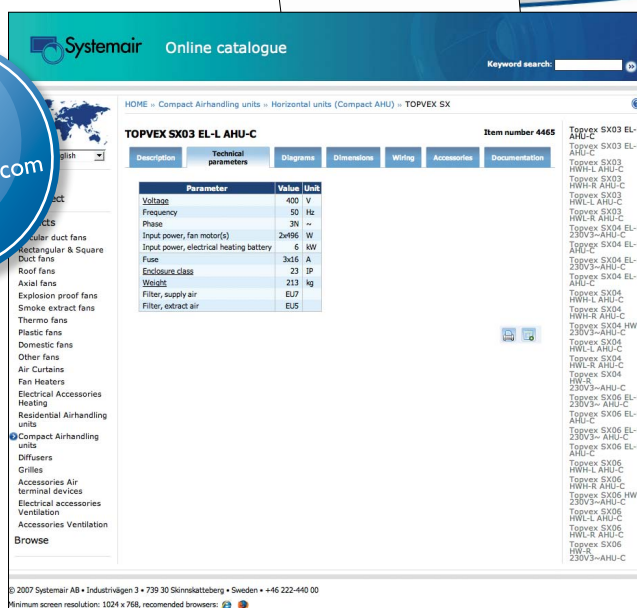 Systemair Online catalogue
Keyword search:
HOME » Compact Airhandling units » Horizontal units (Compact AHU) » TOPVEX SX
TOPVEX SX03 EL-L AHU-C Item number 4465
Description Technical parameters Diagrams Dimensions Wiring Accessories Documentation
Parameter Value Unit
Voltage 400 V
Frequency 50 Hz
Phase 3N ~
Input power, fan motor(s) 2x496 W
Input power, electrical heating battery 6 kW
Fuse 3x16 A
Enclosure class 23 IP
Weight 213 kg
Filter, supply air EU7
Filter, extract air EU5
com
glish
ect
cts
cular duct fans
Rectangular & Square
Duct fans
Roof fans
Axial fans
Explosion proof fans
Smoke extract fans
Thermo fans
Plastic fans
Domestic fans
Other fans
Air Curtains
Fan Heaters
Electrical Accessories
Heating
Residential Airhandling
units
Compact Airhandling
units
Diffusers
Grilles
Accessories Air
terminal devices
Electrical accessories
Ventilation
Accessories Ventilation
Browse
Topvex SX03 EL-
AHU-C
Topvex SX03 EL-
AHU-C
Topvex SX03
HWH-L AHU-C
Topvex SX03
HWH-R AHU-C
Topvex SX03
HWL-L AHU-C
Topvex SX03
HWL-R AHU-C
Topvex SX04 EL-
230V3~AHU-C
Topvex SX04 EL-
AHU-C
Topvex SX04 EL-
230V3~AHU-C
Topvex SX04 EL-
AHU-C
Topvex SX04
HWH-L AHU-C
Topvex SX04
HWH-R AHU-C
Topvex SX04 HW
230V3~AHU-C
Topvex SX04
HWL-L AHU-C
Topvex SX04
HWL-R AHU-C
Topvex SX04
HW-R
230V3~AHU-C
Topvex SX06 EL-
230V3~ AHU-C
Topvex SX06 EL-
AHU-C
Topvex SX06 EL-
230V3~ AHU-C
Topvex SX06 EL-
AHU-C
Topvex SX06
HWH-L AHU-C
Topvex SX06
HWH-R AHU-C
Topvex SX06 HW
230V3~AHU-C
Topvex SX06
HWL-L AHU-C
Topvex SX06
HWL-R AHU-C
Topvex SX06
HW-R
230V3~AHU-C
© 2007 Systemair AB • Industrivägen 3 • 739 30 Skinnskatteberg • Sweden • +46 222-440 00
Minimum screen resolution: 1024 x 768, recomended browsers: